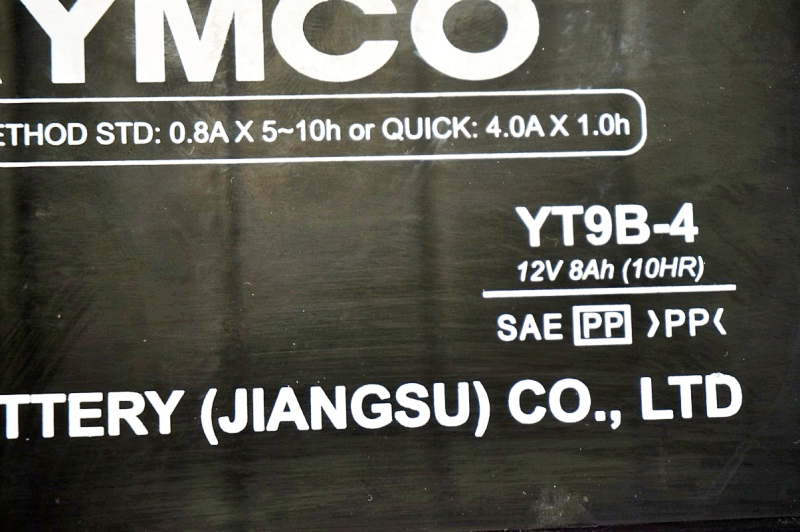 YMCO
METHOD STD: 0.8A X 5~10h or QUICK: 4.0A X 1.0h
YT9B-4
12V 8Ah (10HR)
SAE PP >PP<
TTERY (JIANGSU) CO., LTD